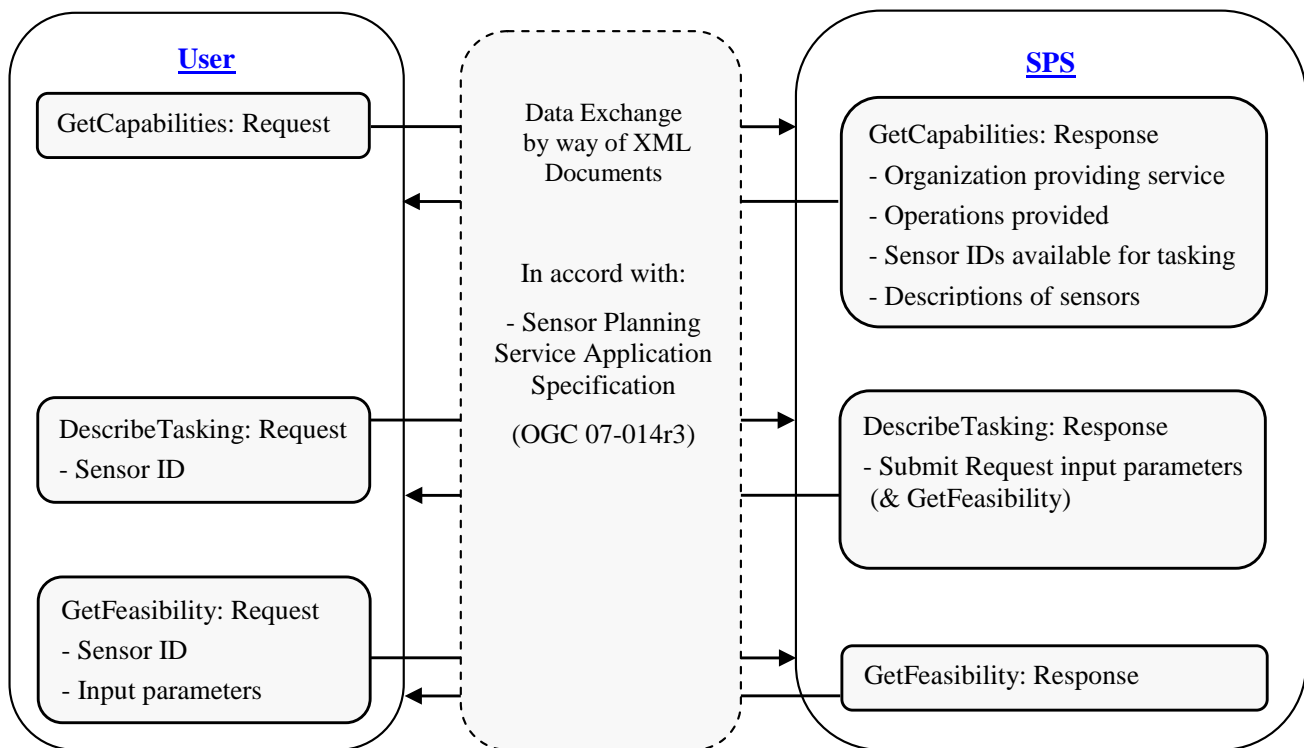 User
GetCapabilities: Request
DescribeTasking: Request
- Sensor ID
GetFeasibility: Request
- Sensor ID
- Input parameters
Data Exchange
by way of XML
Documents
In accord with:
- Sensor Planning
Service Application
Specification
(OGC 07-014r3)
SPS
GetCapabilities: Response
- Organization providing service
- Operations provided
- Sensor IDs available for tasking
- Descriptions of sensors
DescribeTasking: Response
- Submit Request input parameters
(& GetFeasibility)
GetFeasibility: Response